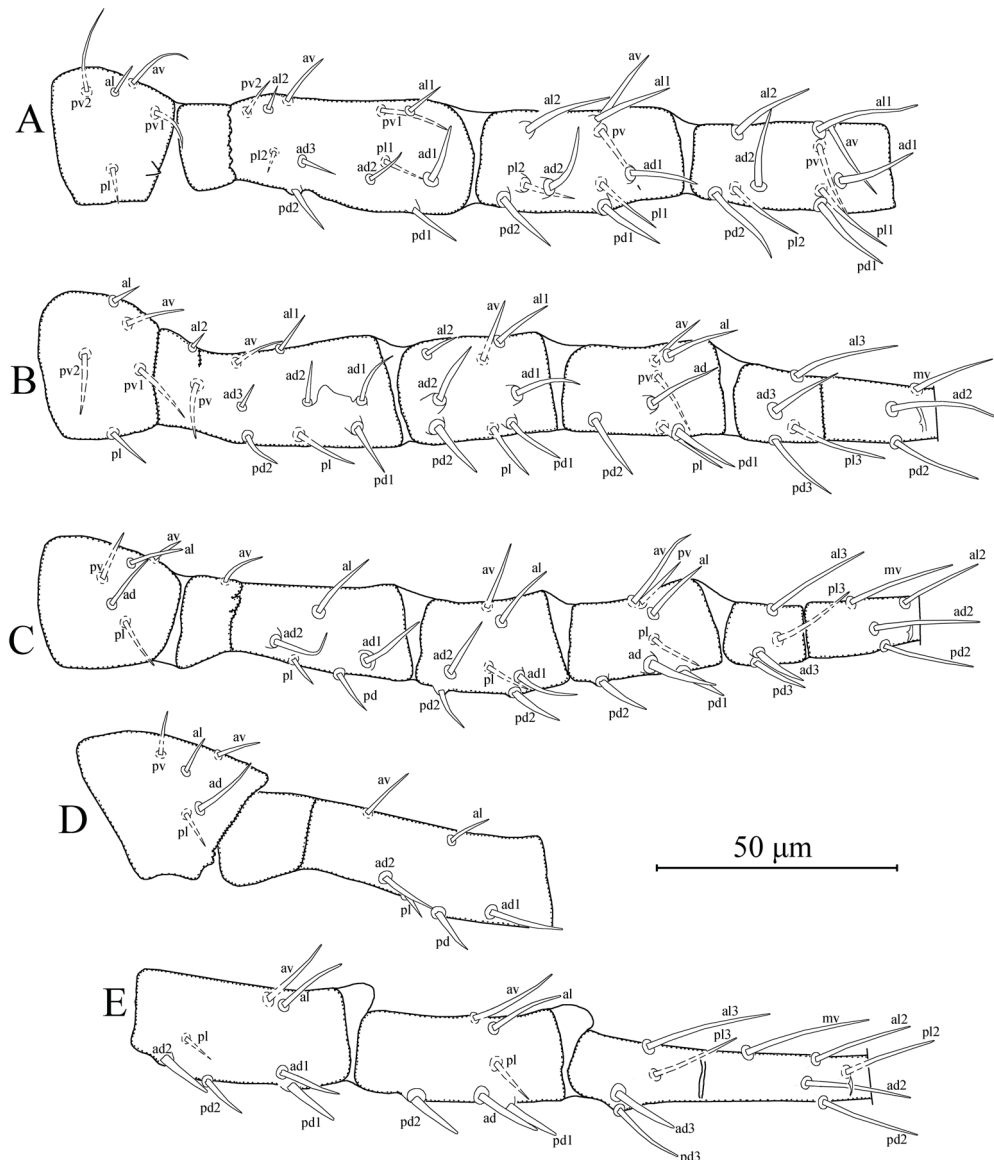 A
pv2 al av pv1 pl
pv2 al2 av pv1 al1 pl2 ad3 pl1 ad2 ad1 pd2 pd1
al2 av al1 pv pl2 ad2 ad1 pl1 pd2 pd1
al2 al1 ad2 pv av ad1 pd2 pl2 pl1 pd1
B
al av pv2 pv1 pl
al2 av al1 pv ad3 ad2 ad1 pd2 pl pd1
al2 av al1 ad2 ad1 pd2 pl pd1
av al pv ad pd2 pl pd1
al3 mv ad3 ad2 pl3 pd3 pd2
C
av al pv ad pl
av al ad2 ad1 pl pd
av al ad2 pl ad1 pd2 pd2
av pv al pl ad pd2 pd1
al3 pl3 mv al2 ad2 ad3 pd3 pd2
D
pv al av ad pl
av al ad2 pl pd ad1
50 μm
E
av al pl ad2 ad1 pd2 pd1
av al pl pd2 ad pd1
al3 pl3 mv al2 pl2 ad2 ad3 pd3 pd2